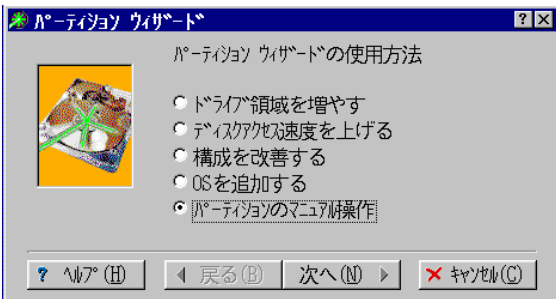 ﾊﾟｰﾃｨｼｮﾝ ｳｨｻﾞｰﾄﾞ
ﾊﾟｰﾃｨｼｮﾝ ｳｨｻﾞｰﾄﾞの使用方法
ﾄﾞﾗｲﾌﾞ領域を増やす
ﾃﾞｨｽｸｱｸｾｽ速度を上げる
構成を改善する
OSを追加する
ﾊﾟｰﾃｨｼｮﾝのﾏﾆｭｱﾙ操作
? ﾍﾙﾌﾟ(H) 戻る(B) 次へ(N) ｷｬﾝｾﾙ(C)